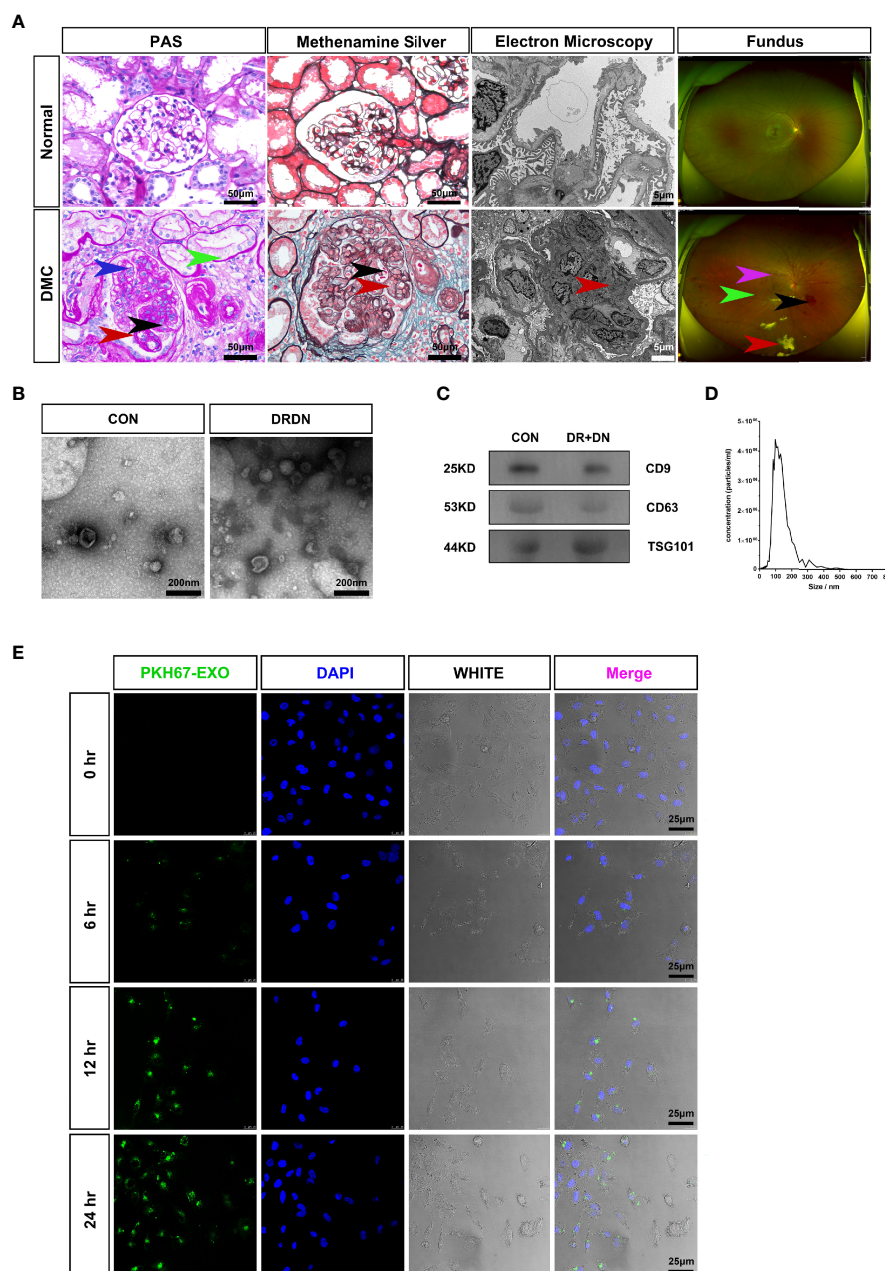 A
PAS Methenamine Silver Electron Microscopy Fundus
Normal
50μm 50μm 5μm
DMC
50μm 50μm 5μm
B
CON DRDN
200nm 200nm
C
CON DR+DN
25KD CD9
53KD CD63
44KD TSG101
D
concentration (particles/ml)
0 100 200 300 400 500 600 700
Size / nm
E
PKH67-EXO DAPI WHITE Merge
0 hr
25μm
6 hr
25μm
12 hr
25μm
24 hr
25μm